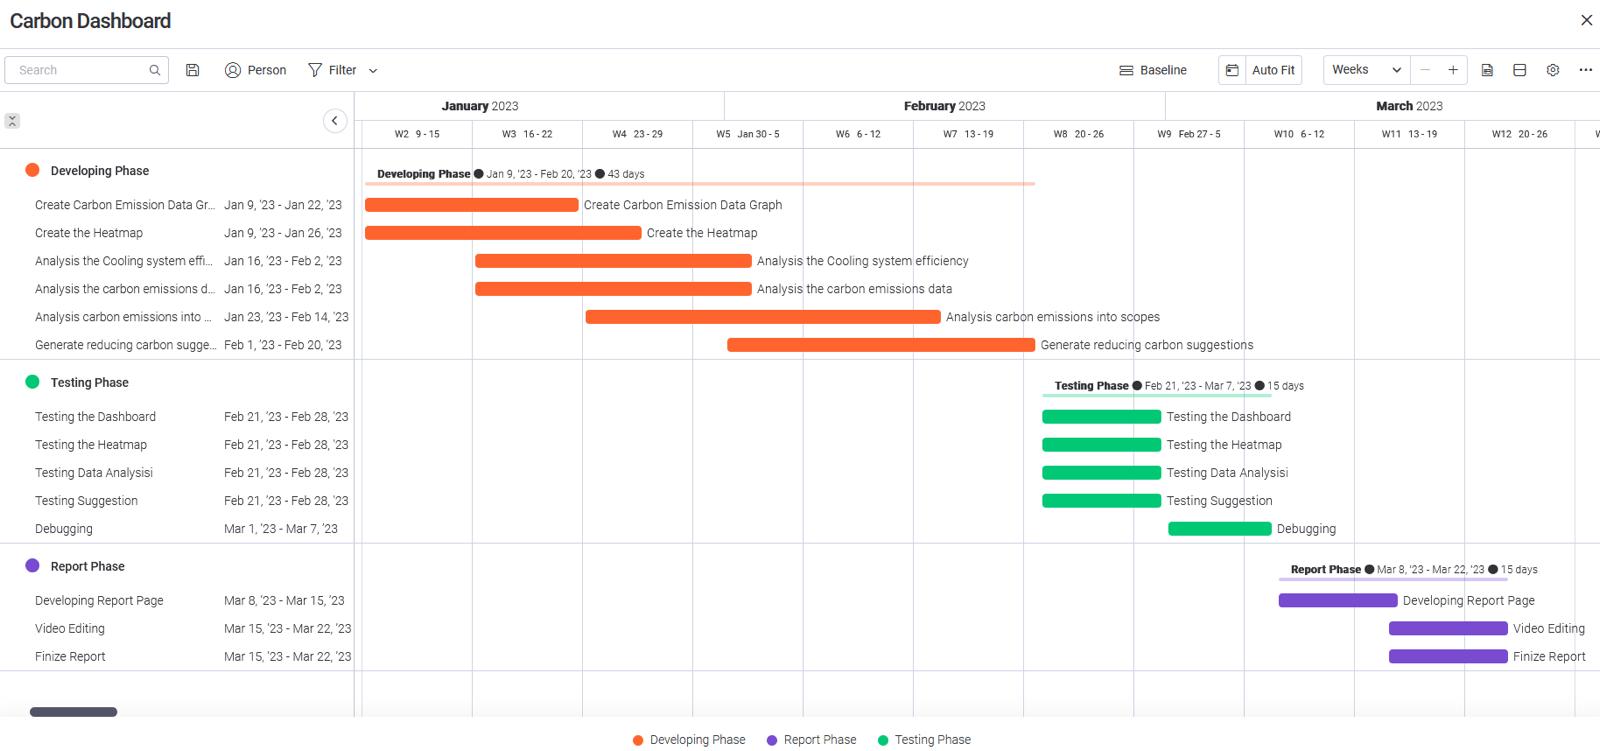 Carbon Dashboard
Search
Person
Filter
Baseline
Auto Fit
Weeks
January 2023
February 2023
March 2023
W2 9 - 15
W3 16 - 22
W4 23 - 29
W5 Jan 30 - 5
W6 6 - 12
W7 13 - 19
W8 20 - 26
W9 Feb 27 - 5
W10 6 - 12
W11 13 - 19
W12 20 - 26
Developing Phase
Developing Phase ● Jan 9, '23 - Feb 20, '23 ● 43 days
Create Carbon Emission Data Gr... Jan 9, '23 - Jan 22, '23 Create Carbon Emission Data Graph
Create the Heatmap Jan 9, '23 - Jan 26, '23 Create the Heatmap
Analysis the Cooling system effi... Jan 16, '23 - Feb 2, '23 Analysis the Cooling system efficiency
Analysis the carbon emissions d... Jan 16, '23 - Feb 2, '23 Analysis the carbon emissions data
Analysis carbon emissions into ... Jan 23, '23 - Feb 14, '23 Analysis carbon emissions into scopes
Generate reducing carbon sugge... Feb 1, '23 - Feb 20, '23 Generate reducing carbon suggestions
Testing Phase
Testing Phase ● Feb 21, '23 - Mar 7, '23 ● 15 days
Testing the Dashboard Feb 21, '23 - Feb 28, '23 Testing the Dashboard
Testing the Heatmap Feb 21, '23 - Feb 28, '23 Testing the Heatmap
Testing Data Analysisi Feb 21, '23 - Feb 28, '23 Testing Data Analysisi
Testing Suggestion Feb 21, '23 - Feb 28, '23 Testing Suggestion
Debugging Mar 1, '23 - Mar 7, '23 Debugging
Report Phase
Report Phase ● Mar 8, '23 - Mar 22, '23 ● 15 days
Developing Report Page Mar 8, '23 - Mar 15, '23 Developing Report Page
Video Editing Mar 15, '23 - Mar 22, '23 Video Editing
Finize Report Mar 15, '23 - Mar 22, '23 Finize Report
Developing Phase
Report Phase
Testing Phase